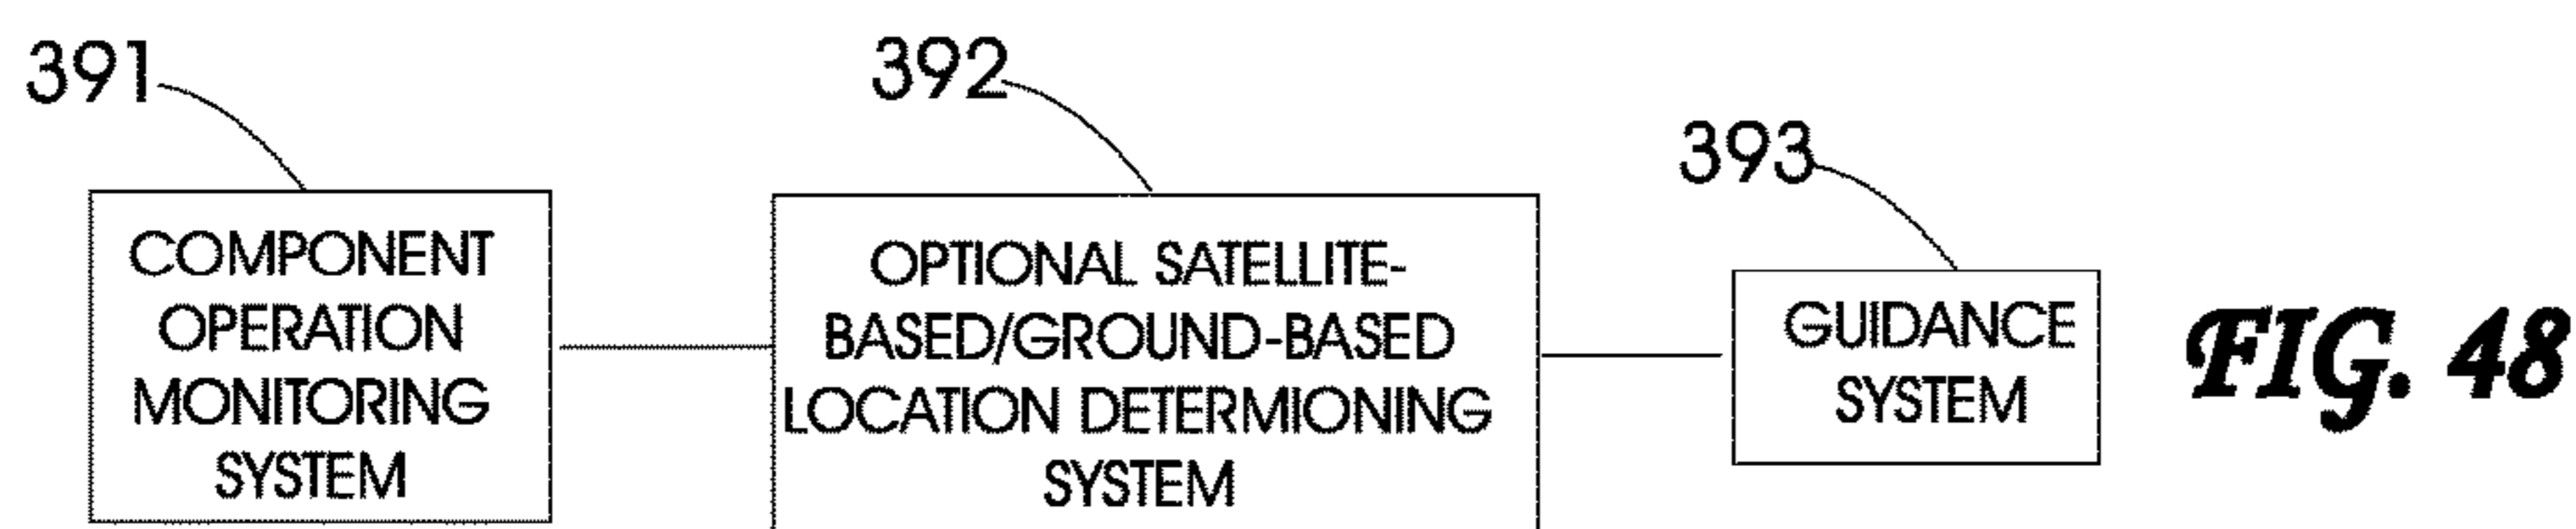 391
392
393
COMPONENT
OPERATION
MONITORING
SYSTEM
OPTIONAL SATELLITE-
BASED/GROUND-BASED
LOCATION DETERMIONING
SYSTEM
GUIDANCE
SYSTEM
FIG. 48